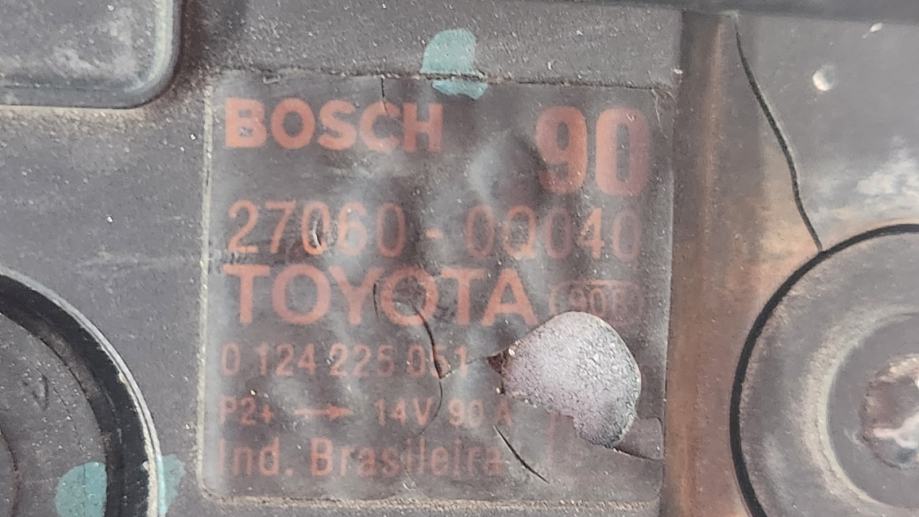 BOSCH 90
27060-0Q040
TOYOTA
0 124 225 051
P2+ → 14V 90 A
Ind. Brasileira